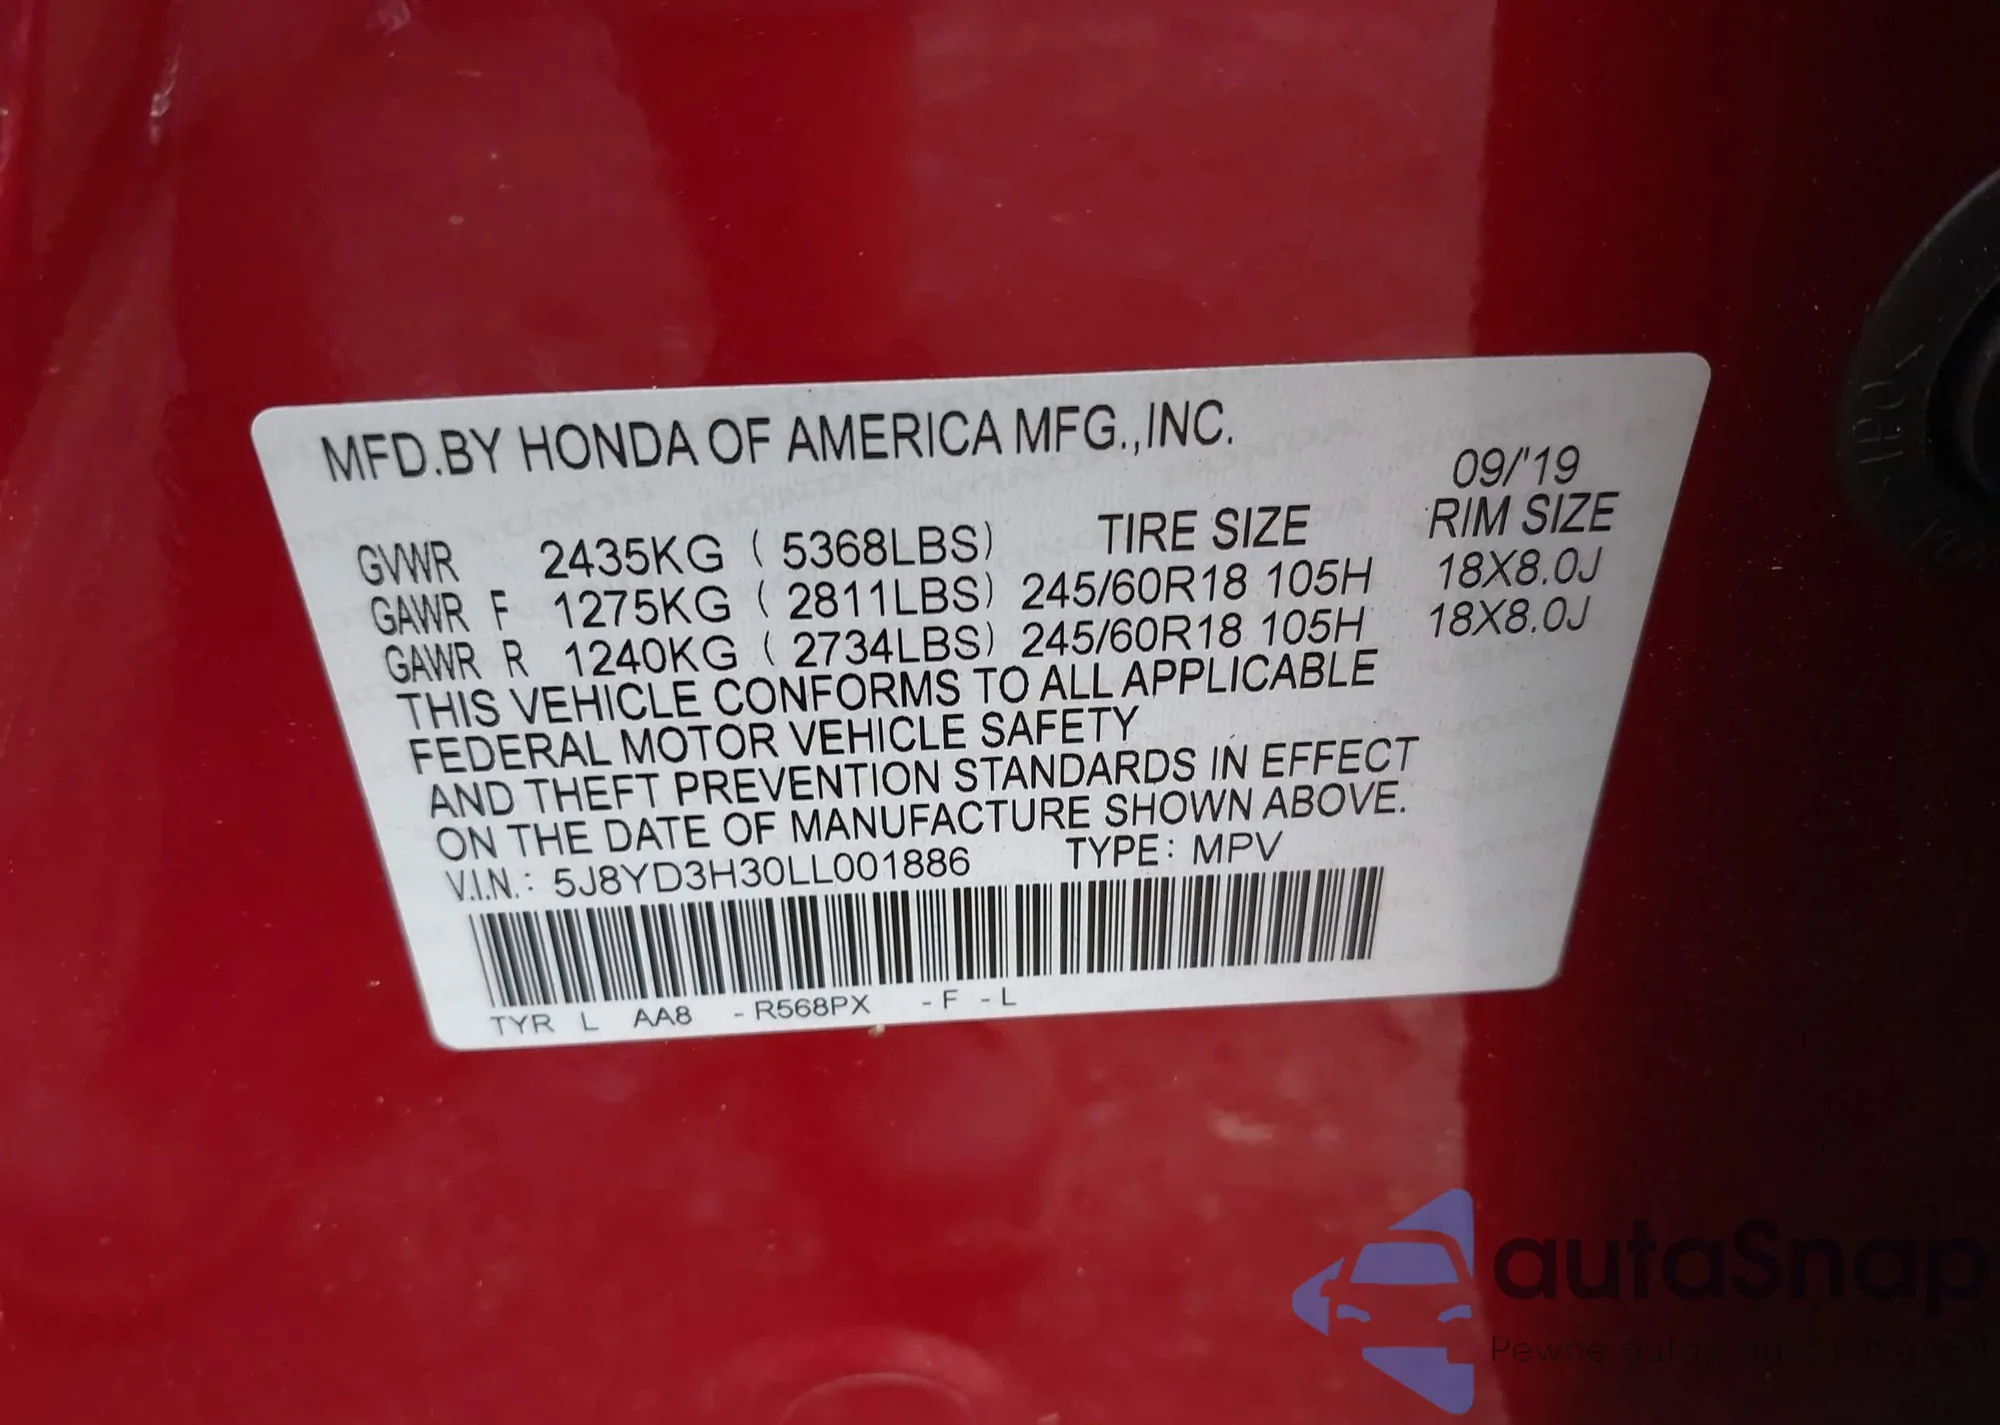 MFD.BY HONDA OF AMERICA MFG.,INC.
09/'19
GVWR 2435KG ( 5368LBS) TIRE SIZE RIM SIZE
GAWR F 1275KG ( 2811LBS) 245/60R18 105H 18X8.0J
GAWR R 1240KG ( 2734LBS) 245/60R18 105H 18X8.0J
THIS VEHICLE CONFORMS TO ALL APPLICABLE
FEDERAL MOTOR VEHICLE SAFETY
AND THEFT PREVENTION STANDARDS IN EFFECT
ON THE DATE OF MANUFACTURE SHOWN ABOVE.
V.I.N.: 5J8YD3H30LL001886 TYPE: MPV
TYR L AA8 -R568PX -F -L
autaSnap
Pewne